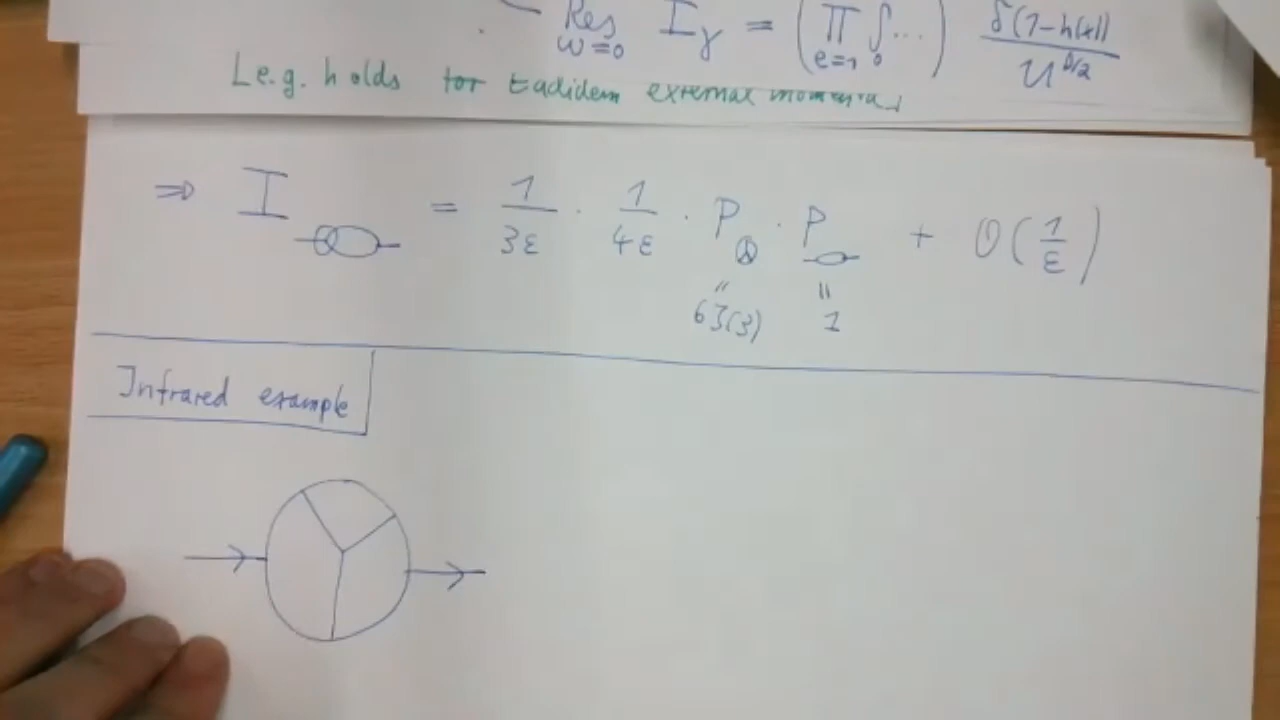 Res I_γ = ( ∏ ∫ ... ) δ(1-h(x))
ω=0 e=1 0 U^{D/2}
L e.g. holds for Euclidean external momenta,
⇒ I = 1/3ε · 1/4ε · P · P + O(1/ε)
" "
6ζ(3) 1
Infrared example